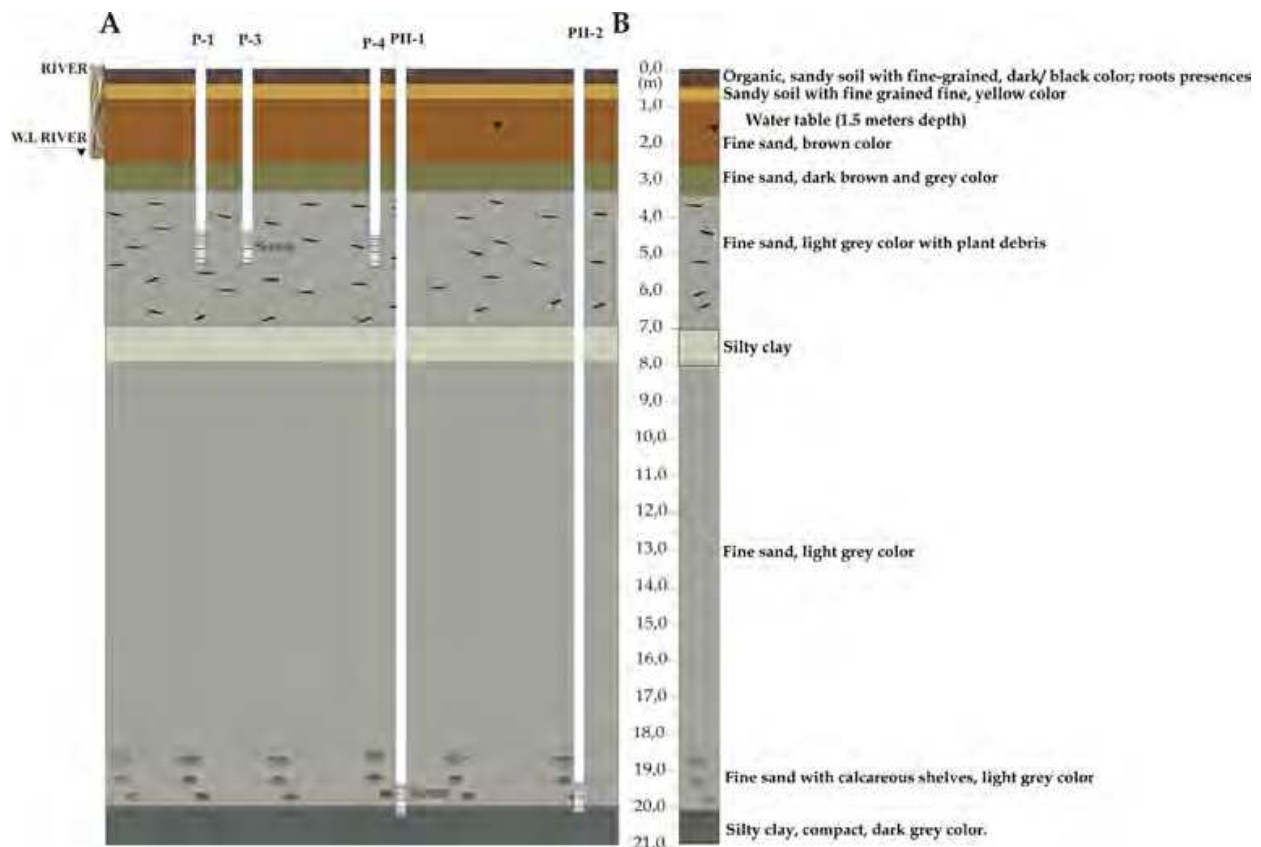 A
B
P-1
P-3
P-4
PII-1
PII-2
RIVER
W.L RIVER
0,0
(m)
1,0
2,0
3,0
4,0
5,0
6,0
7,0
8,0
9,0
10,0
11,0
12,0
13,0
14,0
15,0
16,0
17,0
18,0
19,0
20,0
21,0
Organic, sandy soil with fine-grained, dark/ black color; roots presences
Sandy soil with fine grained fine, yellow color
Water table (1.5 meters depth)
Fine sand, brown color
Fine sand, dark brown and grey color
Fine sand, light grey color with plant debris
Silty clay
Fine sand, light grey color
Fine sand with calcareous shelves, light grey color
Silty clay, compact, dark grey color.